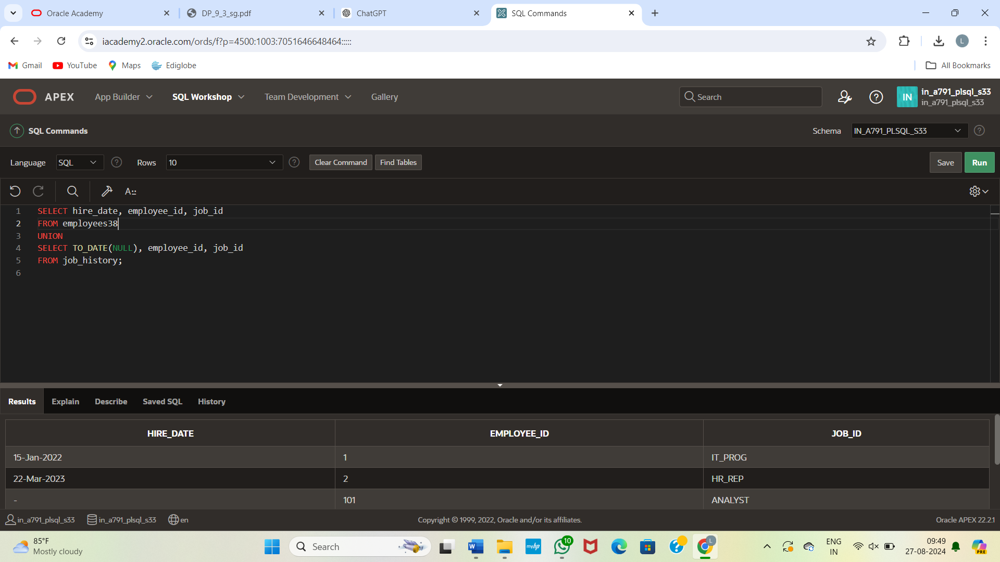 Oracle Academy
DP_9_3_sg.pdf
ChatGPT
SQL Commands
iacademy2.oracle.com/ords/f?p=4500:1003:7051646648464:::::
L
Gmail
YouTube
Maps
Ediglobe
All Bookmarks
APEX
App Builder
SQL Workshop
Team Development
Gallery
Search
IN
in_a791_plsql_s33
in_a791_plsql_s33
SQL Commands
Schema
IN_A791_PLSQL_S33
Language
SQL
Rows
10
Clear Command
Find Tables
Save
Run
1 SELECT hire_date, employee_id, job_id
2 FROM employees38
3 UNION
4 SELECT TO_DATE(NULL), employee_id, job_id
5 FROM job_history;
6
Results
Explain
Describe
Saved SQL
History
HIRE_DATE EMPLOYEE_ID JOB_ID
15-Jan-2022 1 IT_PROG
22-Mar-2023 2 HR_REP
- 101 ANALYST
in_a791_plsql_s33
in_a791_plsql_s33
en
Copyright © 1999, 2022, Oracle and/or its affiliates.
Oracle APEX 22.2.1
85°F
Mostly cloudy
Search
W
myhp
10
L
ENG
IN
09:49
27-08-2024
PRE